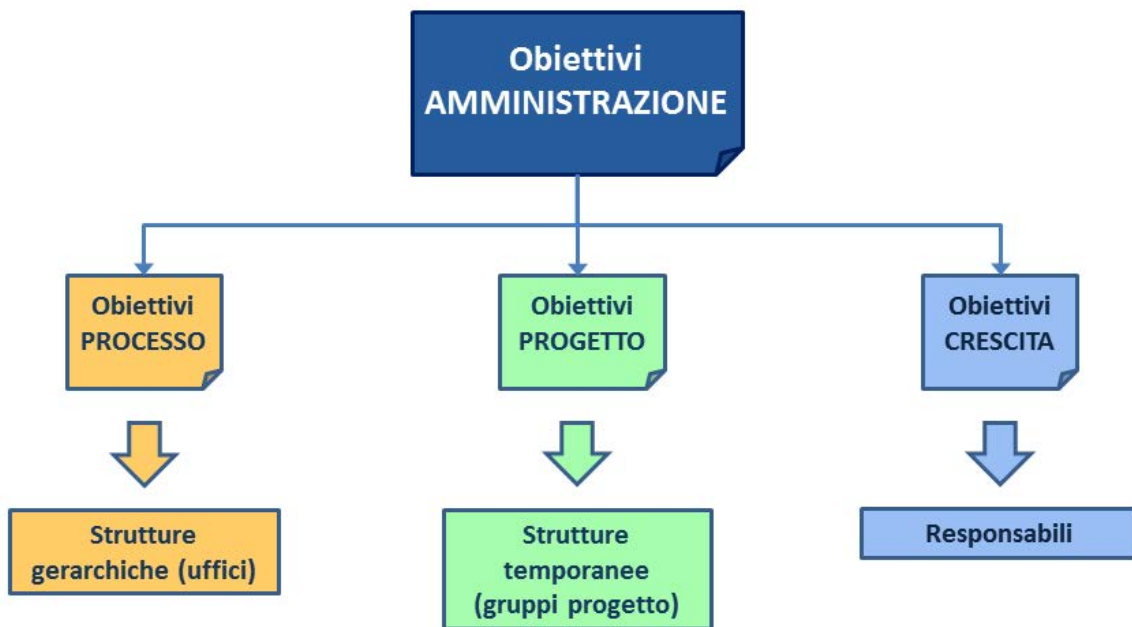 Obiettivi
AMMINISTRAZIONE
Obiettivi
PROCESSO
Obiettivi
PROGETTO
Obiettivi
CRESCITA
Strutture
gerarchiche (uffici)
Strutture
temporanee
(gruppi progetto)
Responsabili